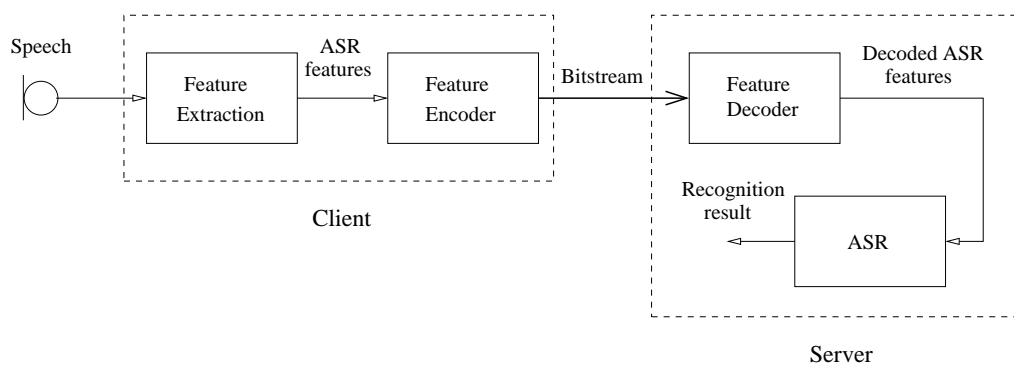 Speech
Feature
Extraction
ASR
features
Feature
Encoder
Bitstream
Feature
Decoder
Decoded ASR
features
Recognition
result
ASR
Client
Server